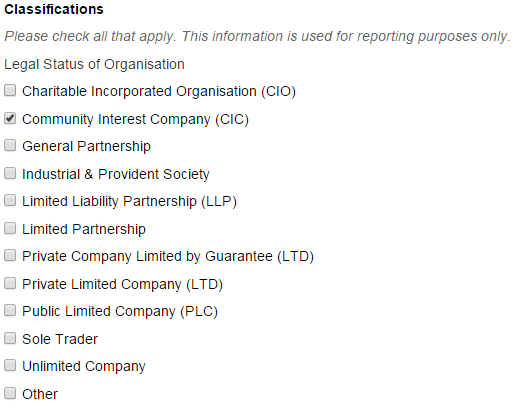 Classifications
Please check all that apply. This information is used for reporting purposes only.
Legal Status of Organisation
Charitable Incorporated Organisation (CIO)
Community Interest Company (CIC)
General Partnership
Industrial & Provident Society
Limited Liability Partnership (LLP)
Limited Partnership
Private Company Limited by Guarantee (LTD)
Private Limited Company (LTD)
Public Limited Company (PLC)
Sole Trader
Unlimited Company
Other